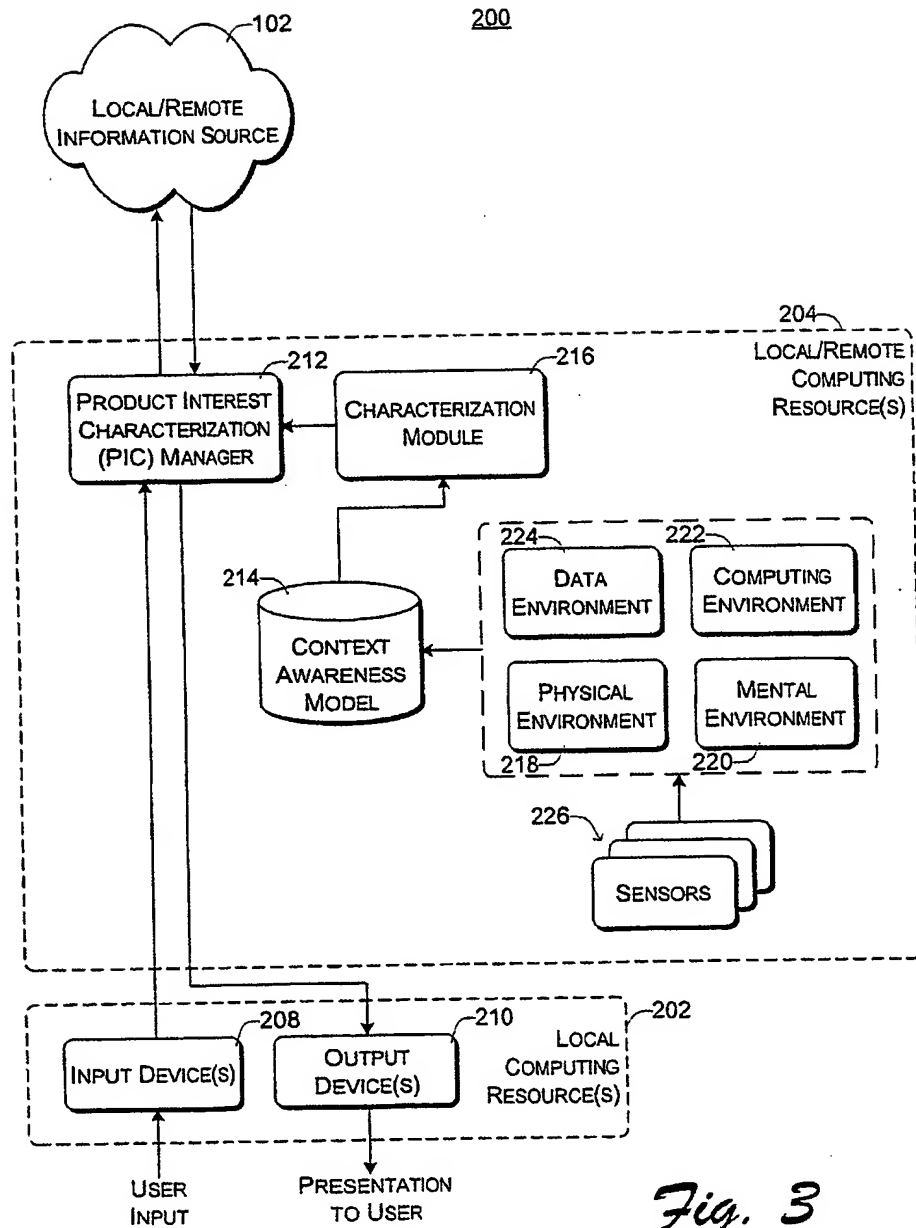 200
102
LOCAL/REMOTE
INFORMATION SOURCE
204
LOCAL/REMOTE
COMPUTING
RESOURCE(S)
212
PRODUCT INTEREST
CHARACTERIZATION
(PIC) MANAGER
216
CHARACTERIZATION
MODULE
214
CONTEXT
AWARENESS
MODEL
224
DATA
ENVIRONMENT
222
COMPUTING
ENVIRONMENT
PHYSICAL
ENVIRONMENT
218
MENTAL
ENVIRONMENT
220
226
SENSORS
202
LOCAL
COMPUTING
RESOURCE(S)
208
INPUT DEVICE(S)
210
OUTPUT
DEVICE(S)
USER
INPUT
PRESENTATION
TO USER
Fig. 3